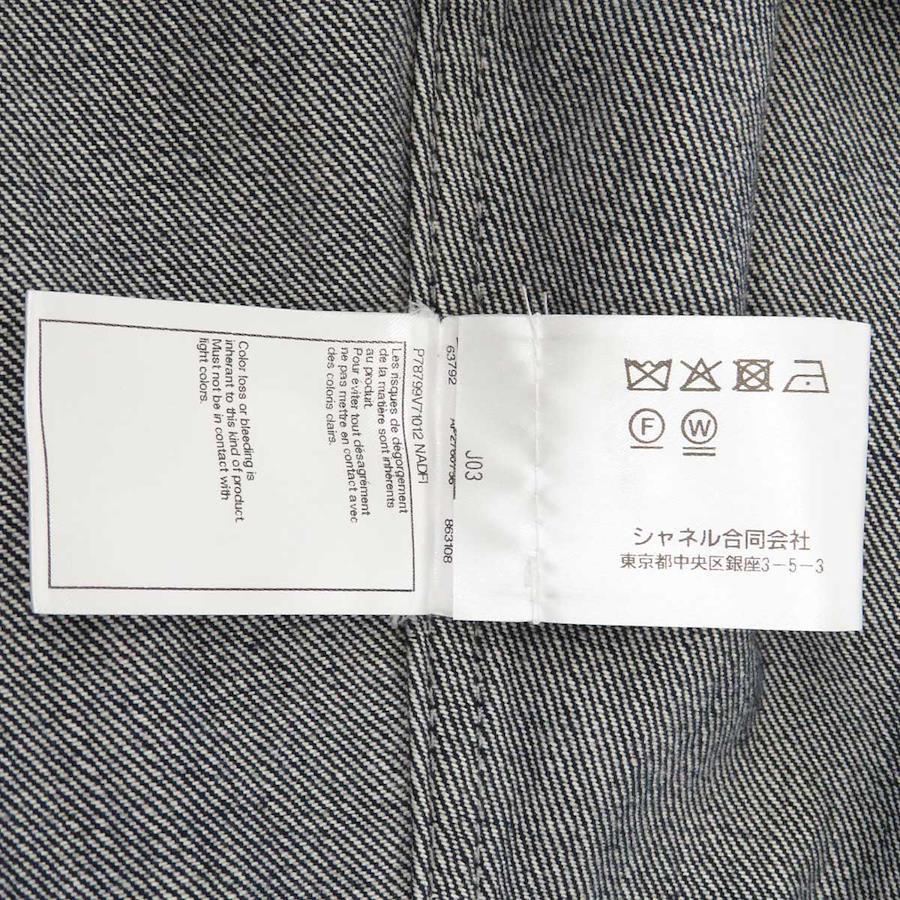 P78799V71012 NADFI
Les risques de dégorgement
de la matière sont inhérents
au produit.
Pour éviter tout désagrément
ne pas mettre en contact avec
des coloris clairs.
Color loss or bleeding is
inherant to this kind of product.
Must not be in contact with
light colors.
63792
863108
J03
F W
シャネル合同会社
東京都中央区銀座3-5-3